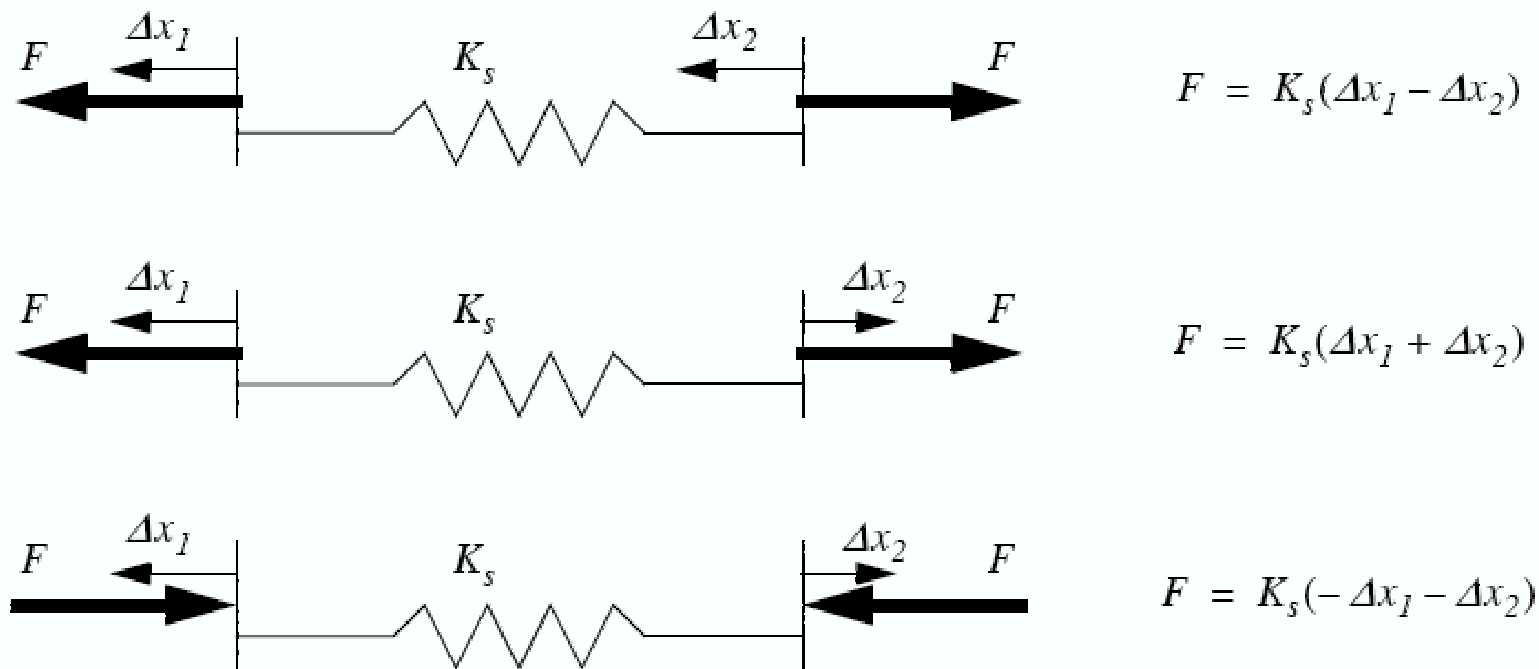 Δx₁ Δx₂
F Kₛ F F = Kₛ(Δx₁ − Δx₂)
Δx₁ Δx₂
F Kₛ F F = Kₛ(Δx₁ + Δx₂)
Δx₁ Δx₂
F Kₛ F F = Kₛ(− Δx₁ − Δx₂)